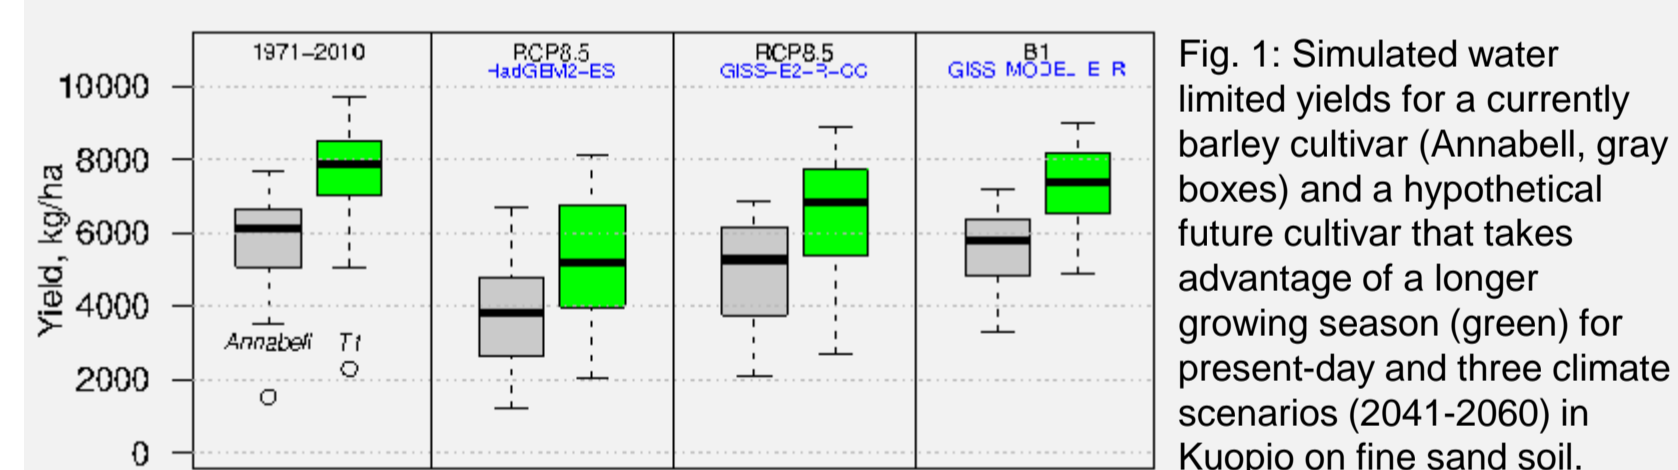 1971–2010
RCP8.5
HadGEM2–ES
RCP8.5
GISS–E2–R–CC
B1
GISS MODEL E R
Yield, kg/ha
10000
8000
6000
4000
2000
0
Annabell T1
Fig. 1: Simulated water
limited yields for a currently
barley cultivar (Annabell, gray
boxes) and a hypothetical
future cultivar that takes
advantage of a longer
growing season (green) for
present-day and three climate
scenarios (2041-2060) in
Kuopio on fine sand soil.